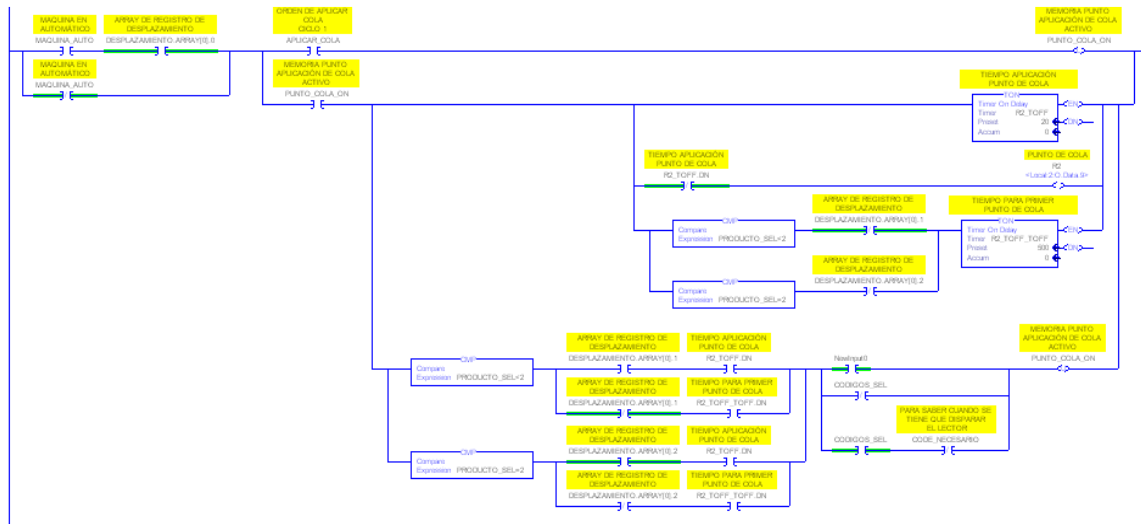 MAQUINA EN
AUTOMÁTICO
MAQUINA_AUTO
ARRAY DE REGISTRO DE
DESPLAZAMIENTO
DESPLAZAMIENTO.ARRAY[0].0
ORDEN DE APLICAR
COLA
CICLO 1
APLICAR_COLA
MEMORIA PUNTO
APLICACIÓN DE COLA
ACTIVO
PUNTO_COLA_ON
MAQUINA EN
AUTOMÁTICO
MAQUINA_AUTO
MEMORIA PUNTO
APLICACIÓN DE COLA
ACTIVO
PUNTO_COLA_ON
TIEMPO APLICACIÓN
PUNTO DE COLA
TON
Timer On Delay
Timer R2_TOFF
Preset 20
Accum 0
EN
DN
TIEMPO APLICACIÓN
PUNTO DE COLA
R2_TOFF.DN
PUNTO DE COLA
R2
<Local:2:O.Data.9>
CMP
Compare
Expression PRODUCTO_SEL=2
ARRAY DE REGISTRO DE
DESPLAZAMIENTO
DESPLAZAMIENTO.ARRAY[0].1
TIEMPO PARA PRIMER
PUNTO DE COLA
TON
Timer On Delay
Timer R2_TOFF_TOFF
Preset 500
Accum 0
EN
DN
CMP
Compare
Expression PRODUCTO_SEL=2
ARRAY DE REGISTRO DE
DESPLAZAMIENTO
DESPLAZAMIENTO.ARRAY[0].2
CMP
Compare
Expression PRODUCTO_SEL=2
ARRAY DE REGISTRO DE
DESPLAZAMIENTO
DESPLAZAMIENTO.ARRAY[0].1
TIEMPO APLICACIÓN
PUNTO DE COLA
R2_TOFF.DN
NewInput0
MEMORIA PUNTO
APLICACIÓN DE COLA
ACTIVO
PUNTO_COLA_ON
ARRAY DE REGISTRO DE
DESPLAZAMIENTO
DESPLAZAMIENTO.ARRAY[0].1
TIEMPO PARA PRIMER
PUNTO DE COLA
R2_TOFF_TOFF.DN
CODIGOS_SEL
PARA SABER CUANDO SE
TIENE QUE DISPARAR
EL LECTOR
CODIGOS_SEL
CODE_NECESARIO
CMP
Compare
Expression PRODUCTO_SEL=2
ARRAY DE REGISTRO DE
DESPLAZAMIENTO
DESPLAZAMIENTO.ARRAY[0].2
TIEMPO APLICACIÓN
PUNTO DE COLA
R2_TOFF.DN
ARRAY DE REGISTRO DE
DESPLAZAMIENTO
DESPLAZAMIENTO.ARRAY[0].2
TIEMPO PARA PRIMER
PUNTO DE COLA
R2_TOFF_TOFF.DN